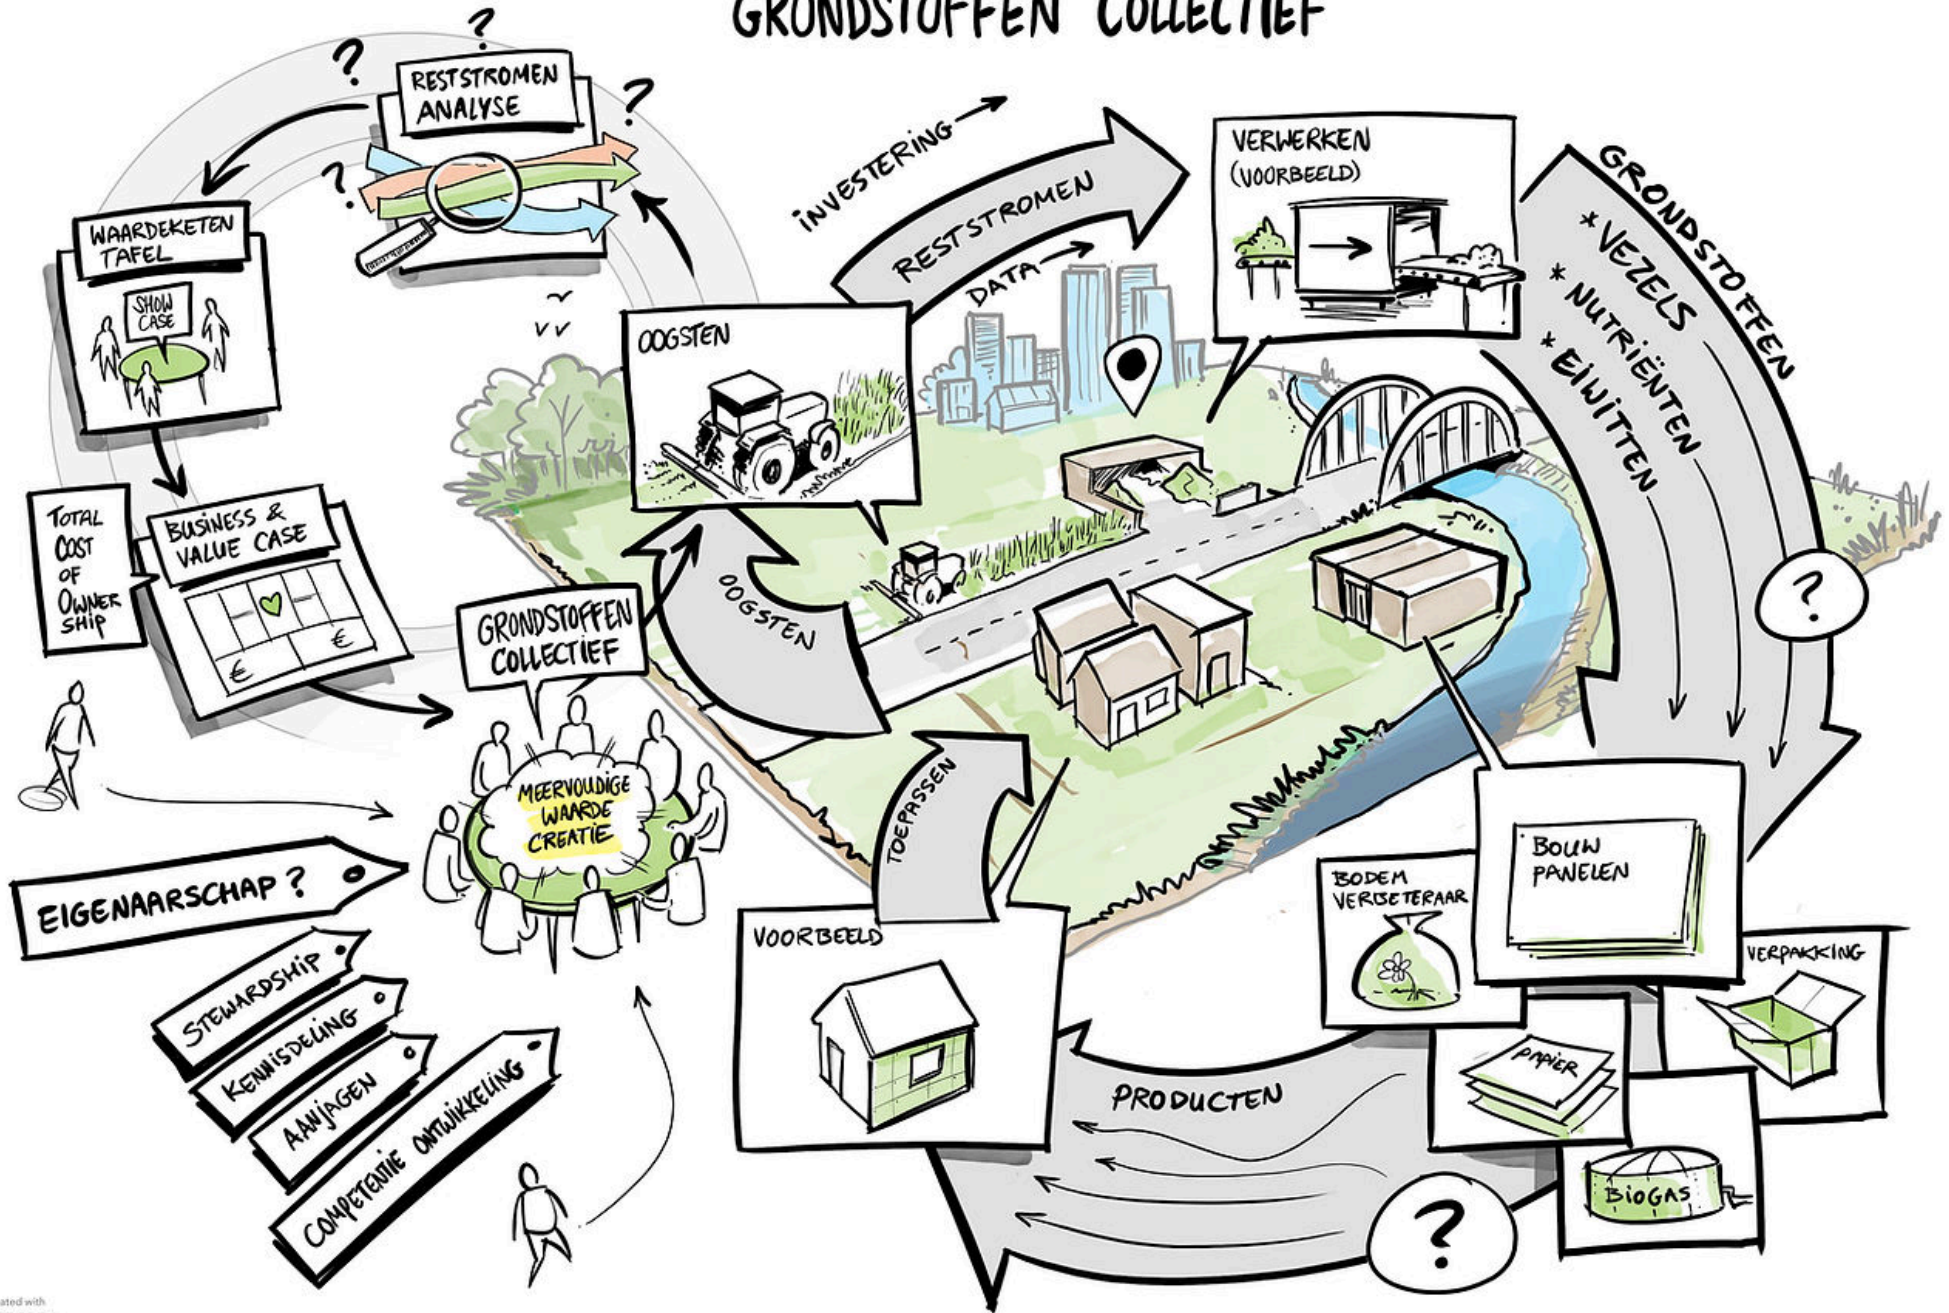 GRONDSTOFFEN COLLECTIEF
RESTSTROMEN
ANALYSE
?
?
?
?
WAARDEKETEN
TAFEL
SHOW
CASE
TOTAL
COST
OF
OWNER
SHIP
BUSINESS &
VALUE CASE
€
€
GRONDSTOFFEN
COLLECTIEF
MEERVOUDIGE
WAARDE
CREATIE
EIGENAARSCHAP?
STEWARDSHIP
KENNISDELING
AANJAGEN
COMPETENTIE ONTWIKKELING
OOGSTEN
OOGSTEN
INVESTERING
RESTSTROMEN
DATA
VERWERKEN
(VOORBEELD)
GRONDSTOFFEN
* VEZELS
* NUTRIËNTEN
* EIWITTEN
?
BOUW
PANELEN
BODEM
VERBETERAAR
VERPAKKING
PAPIER
BIOGAS
?
PRODUCTEN
VOORBEELD
TOEPASSEN
ated with